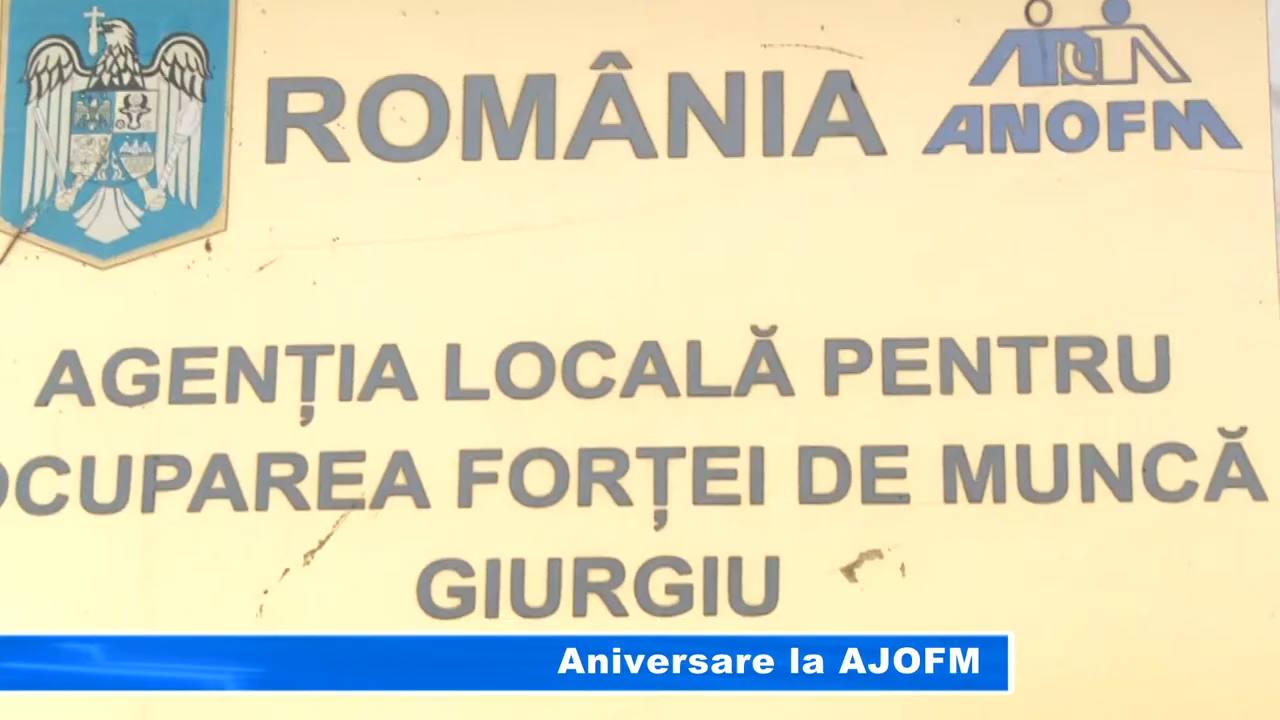 ROMÂNIA
ANOFM
AGENȚIA LOCALĂ PENTRU
OCUPAREA FORȚEI DE MUNCĂ
GIURGIU
Aniversare la AJOFM